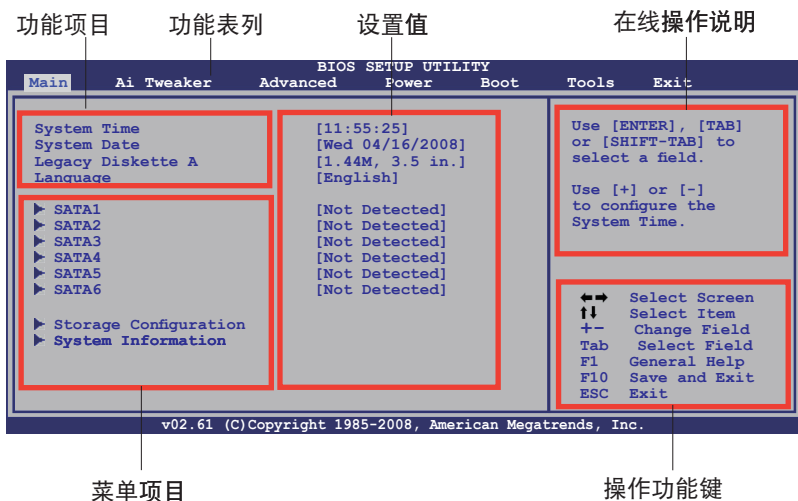 功能项目 功能表列 设置值 在线操作说明
BIOS SETUP UTILITY
Main Ai Tweaker Advanced Power Boot Tools Exit
System Time [11:55:25]
System Date [Wed 04/16/2008]
Legacy Diskette A [1.44M, 3.5 in.]
Language [English]
SATA1 [Not Detected]
SATA2 [Not Detected]
SATA3 [Not Detected]
SATA4 [Not Detected]
SATA5 [Not Detected]
SATA6 [Not Detected]
Storage Configuration
System Information
Use [ENTER], [TAB]
or [SHIFT-TAB] to
select a field.
Use [+] or [-]
to configure the
System Time.
←→ Select Screen
↑↓ Select Item
+- Change Field
Tab Select Field
F1 General Help
F10 Save and Exit
ESC Exit
v02.61 (C)Copyright 1985-2008, American Megatrends, Inc.
菜单项目 操作功能键